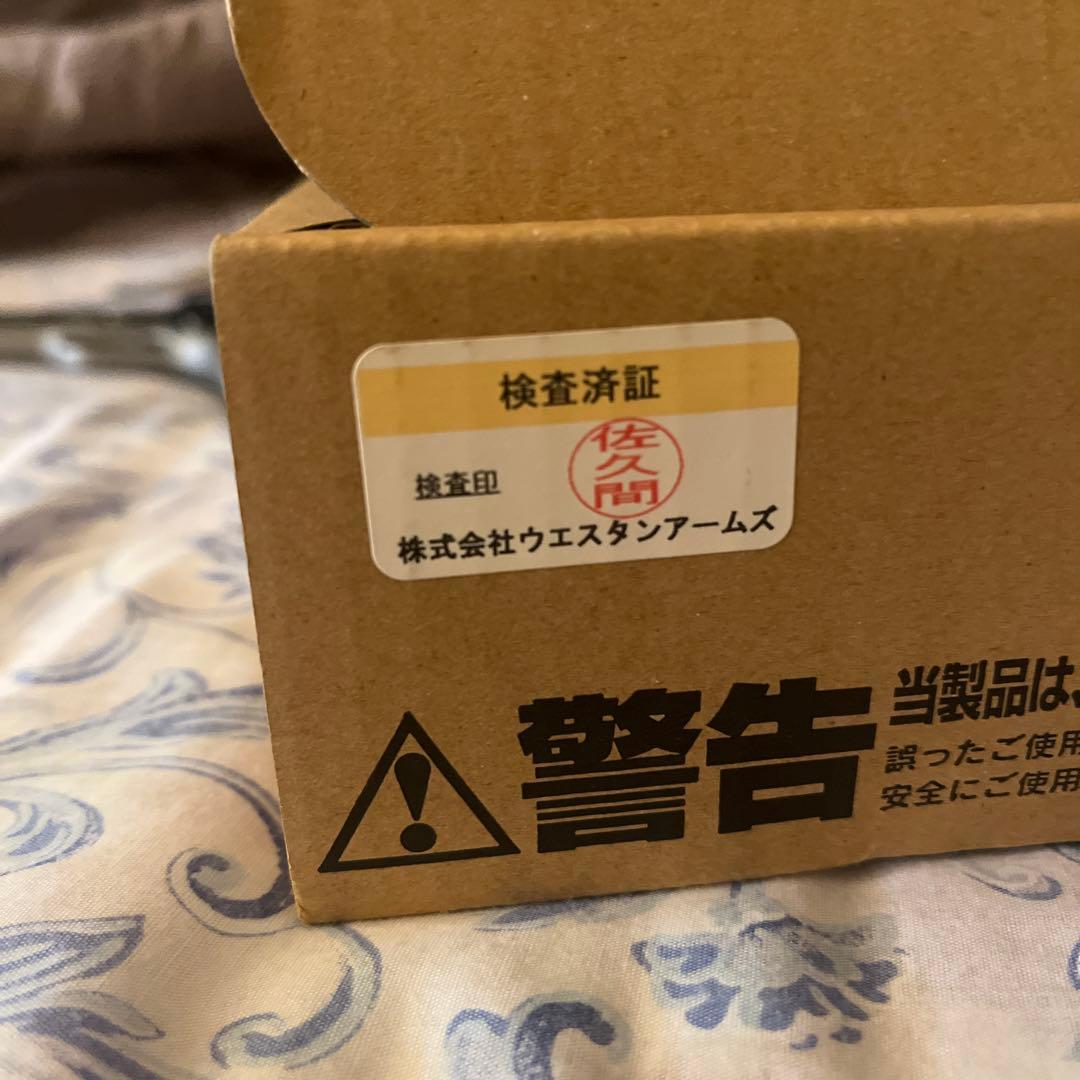 検査済証
検査印
佐久間
株式会社ウエスタンアームズ
警告
当製品は、
誤ったご使用
安全にご使用